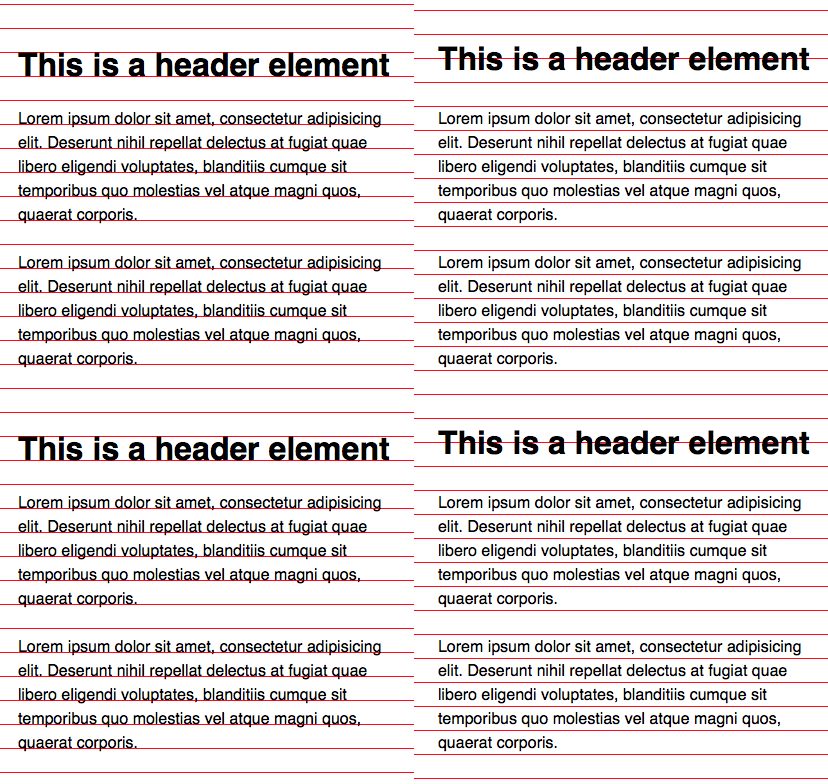 This is a header element
Lorem ipsum dolor sit amet, consectetur adipisicing
elit. Deserunt nihil repellat delectus at fugiat quae
libero eligendi voluptates, blanditiis cumque sit
temporibus quo molestias vel atque magni quos,
quaerat corporis.
Lorem ipsum dolor sit amet, consectetur adipisicing
elit. Deserunt nihil repellat delectus at fugiat quae
libero eligendi voluptates, blanditiis cumque sit
temporibus quo molestias vel atque magni quos,
quaerat corporis.
This is a header element
Lorem ipsum dolor sit amet, consectetur adipisicing
elit. Deserunt nihil repellat delectus at fugiat quae
libero eligendi voluptates, blanditiis cumque sit
temporibus quo molestias vel atque magni quos,
quaerat corporis.
Lorem ipsum dolor sit amet, consectetur adipisicing
elit. Deserunt nihil repellat delectus at fugiat quae
libero eligendi voluptates, blanditiis cumque sit
temporibus quo molestias vel atque magni quos,
quaerat corporis.
This is a header element
Lorem ipsum dolor sit amet, consectetur adipisicing
elit. Deserunt nihil repellat delectus at fugiat quae
libero eligendi voluptates, blanditiis cumque sit
temporibus quo molestias vel atque magni quos,
quaerat corporis.
Lorem ipsum dolor sit amet, consectetur adipisicing
elit. Deserunt nihil repellat delectus at fugiat quae
libero eligendi voluptates, blanditiis cumque sit
temporibus quo molestias vel atque magni quos,
quaerat corporis.
This is a header element
Lorem ipsum dolor sit amet, consectetur adipisicing
elit. Deserunt nihil repellat delectus at fugiat quae
libero eligendi voluptates, blanditiis cumque sit
temporibus quo molestias vel atque magni quos,
quaerat corporis.
Lorem ipsum dolor sit amet, consectetur adipisicing
elit. Deserunt nihil repellat delectus at fugiat quae
libero eligendi voluptates, blanditiis cumque sit
temporibus quo molestias vel atque magni quos,
quaerat corporis.